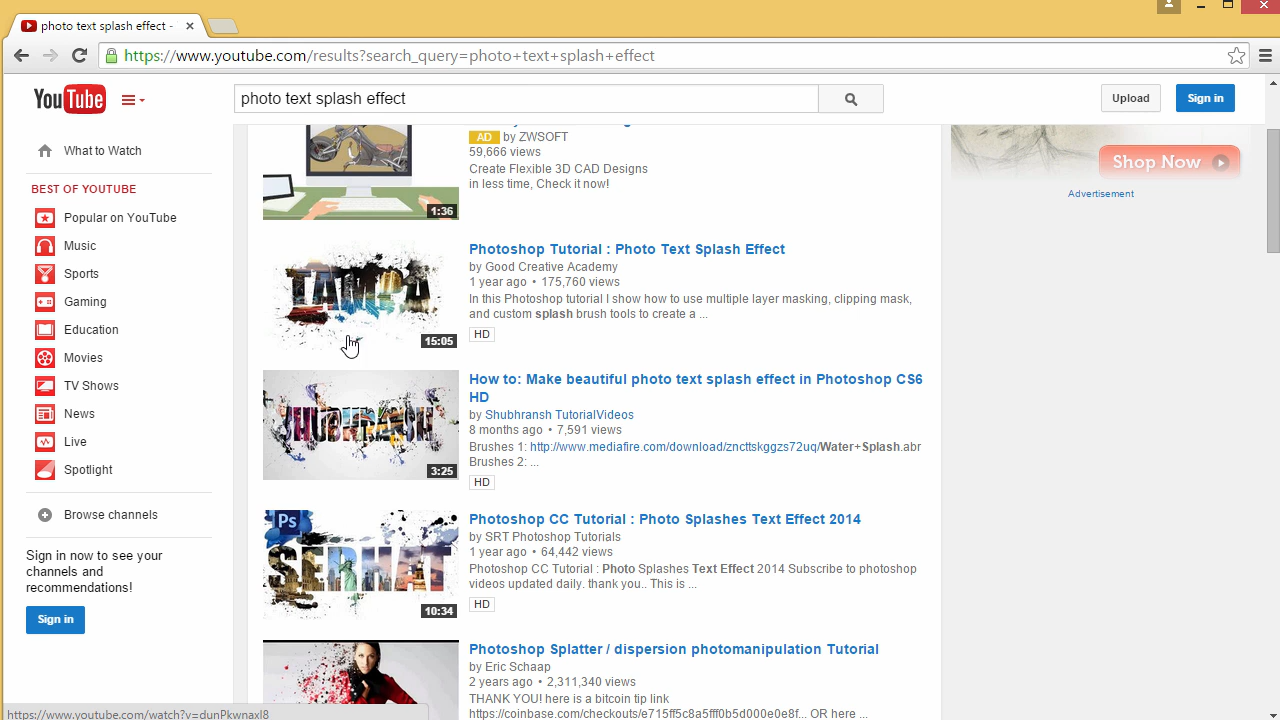 photo text splash effect -
https://www.youtube.com/results?search_query=photo+text+splash+effect
YouTube
photo text splash effect
Upload
Sign in
What to Watch
BEST OF YOUTUBE
Popular on YouTube
Music
Sports
Gaming
Education
Movies
TV Shows
News
Live
Spotlight
Browse channels
Sign in now to see your
channels and
recommendations!
Sign in
AD by ZWSOFT
59,666 views
Create Flexible 3D CAD Designs
in less time, Check it now!
1:36
TAMPA
15:05
Photoshop Tutorial : Photo Text Splash Effect
by Good Creative Academy
1 year ago • 175,760 views
In this Photoshop tutorial I show how to use multiple layer masking, clipping mask,
and custom splash brush tools to create a ...
HD
3:25
How to: Make beautiful photo text splash effect in Photoshop CS6
HD
by Shubhransh TutorialVideos
8 months ago • 7,591 views
Brushes 1: http://www.mediafire.com/download/zncttskggzs72uq/Water+Splash.abr
Brushes 2: ...
HD
Ps
SERHAT
10:34
Photoshop CC Tutorial : Photo Splashes Text Effect 2014
by SRT Photoshop Tutorials
1 year ago • 64,442 views
Photoshop CC Tutorial : Photo Splashes Text Effect 2014 Subscribe to photoshop
videos updated daily. thank you.. This is ...
HD
Photoshop Splatter / dispersion photomanipulation Tutorial
by Eric Schaap
2 years ago • 2,311,340 views
THANK YOU! here is a bitcoin tip link
https://coinbase.com/checkouts/e715ff5c8a5fff0b5d000e0e8f... OR here ...
Shop Now
Advertisement
https://www.youtube.com/watch?v=dunPkwnaxl8